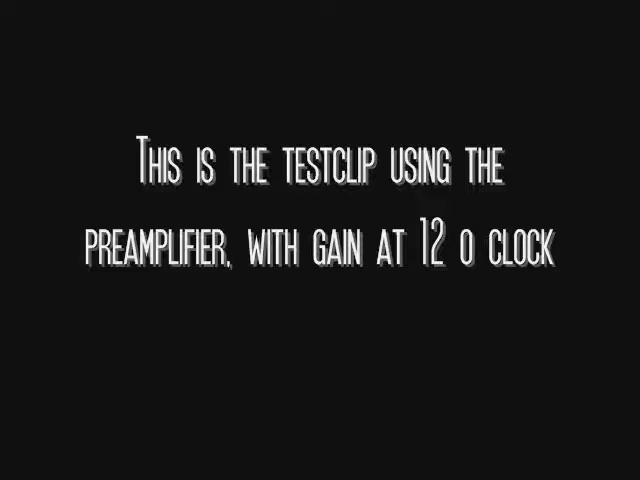 This is the testclip using the
preamplifier, with gain at 12 o clock